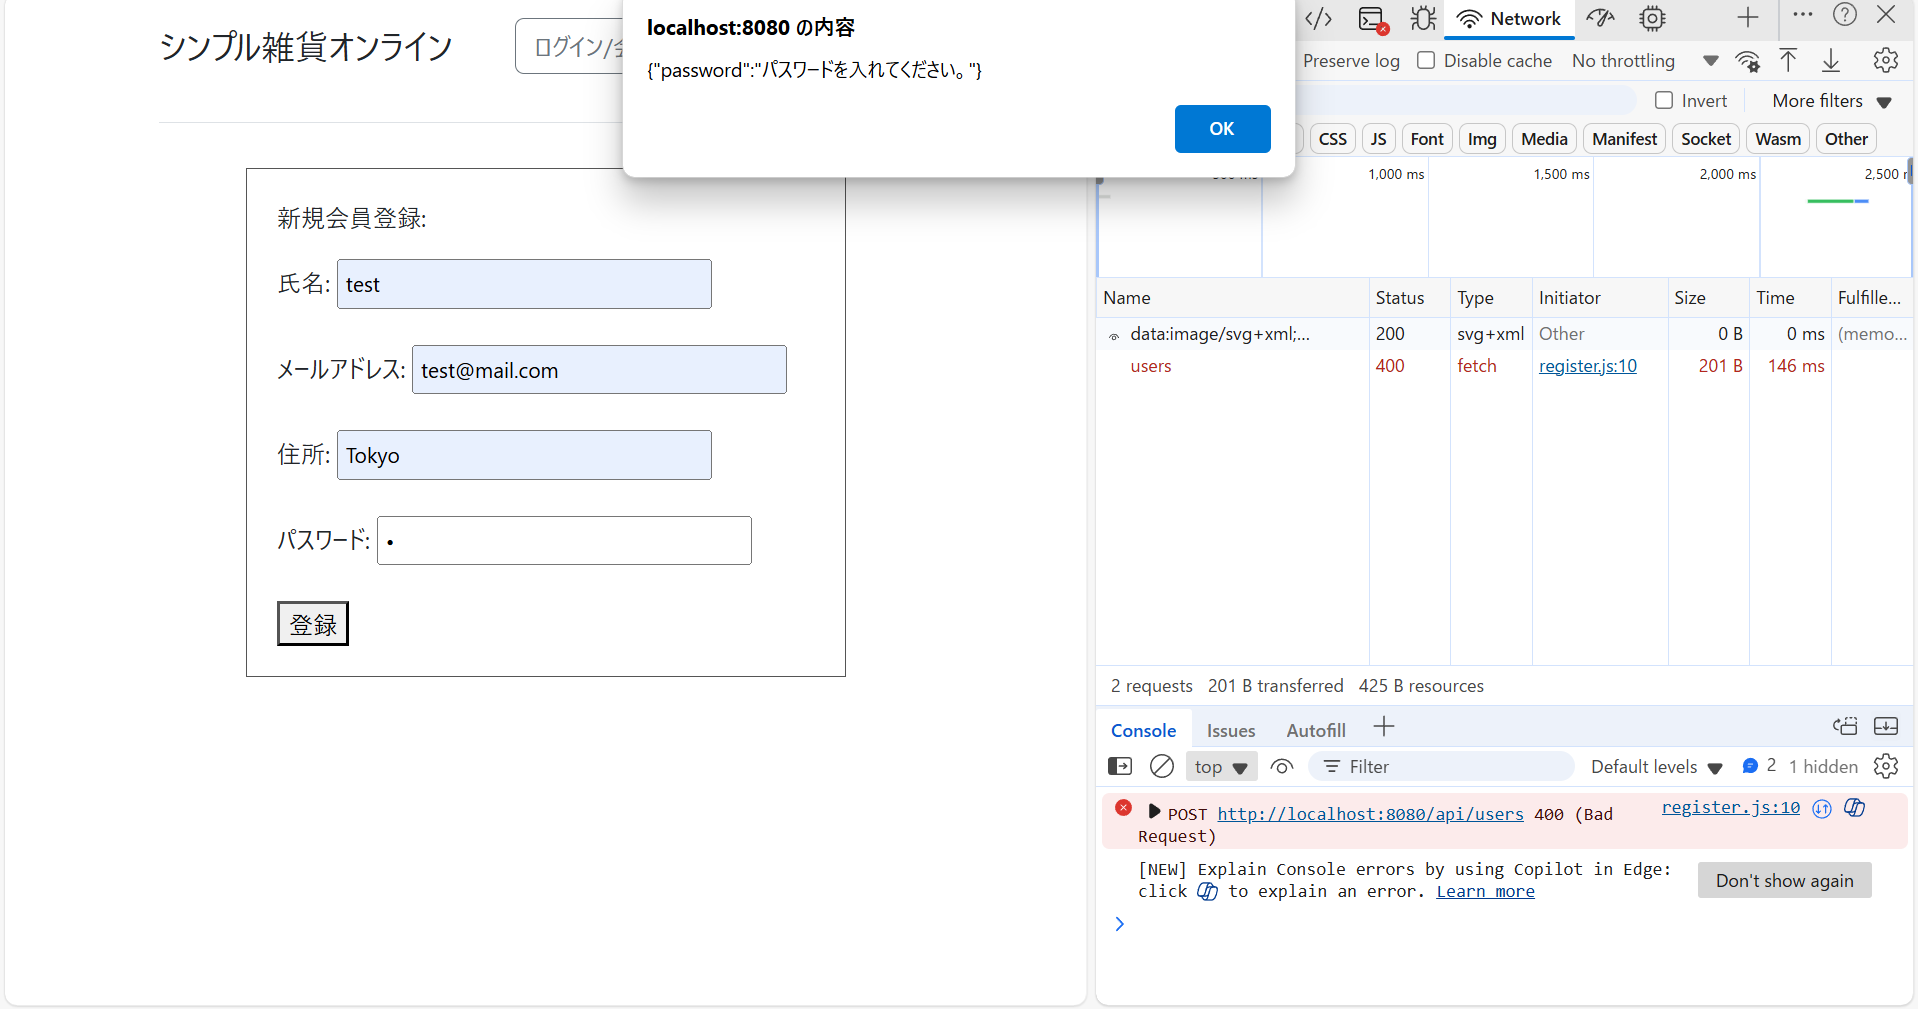 シンプル雑貨オンライン
ログイン/
localhost:8080 の内容
{"password":"パスワードを入れてください。"}
OK
新規会員登録:
氏名: test
メールアドレス: test@mail.com
住所: Tokyo
パスワード: •
登録
Network
Preserve log Disable cache No throttling
Invert More filters
CSS JS Font Img Media Manifest Socket Wasm Other
1,000 ms 1,500 ms 2,000 ms 2,500
Name Status Type Initiator Size Time Fulfille...
data:image/svg+xml;... 200 svg+xml Other 0 B 0 ms (memo...
users 400 fetch register.js:10 201 B 146 ms
2 requests 201 B transferred 425 B resources
Console Issues Autofill
top Filter Default levels 2 1 hidden
POST http://localhost:8080/api/users 400 (Bad register.js:10
Request)
[NEW] Explain Console errors by using Copilot in Edge:
click to explain an error. Learn more
Don't show again